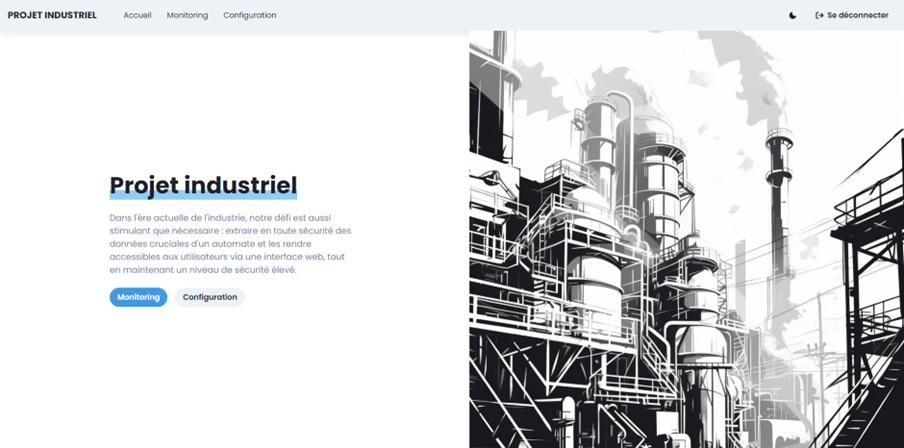 PROJET INDUSTRIEL Accueil Monitoring Configuration Se déconnecter
Projet industriel
Dans l'ère actuelle de l'industrie, notre défi est aussi
stimulant que nécessaire : extraire en toute sécurité des
données cruciales d'un automate et les rendre
accessibles aux utilisateurs via une interface web, tout
en maintenant un niveau de sécurité élevé.
Monitoring Configuration